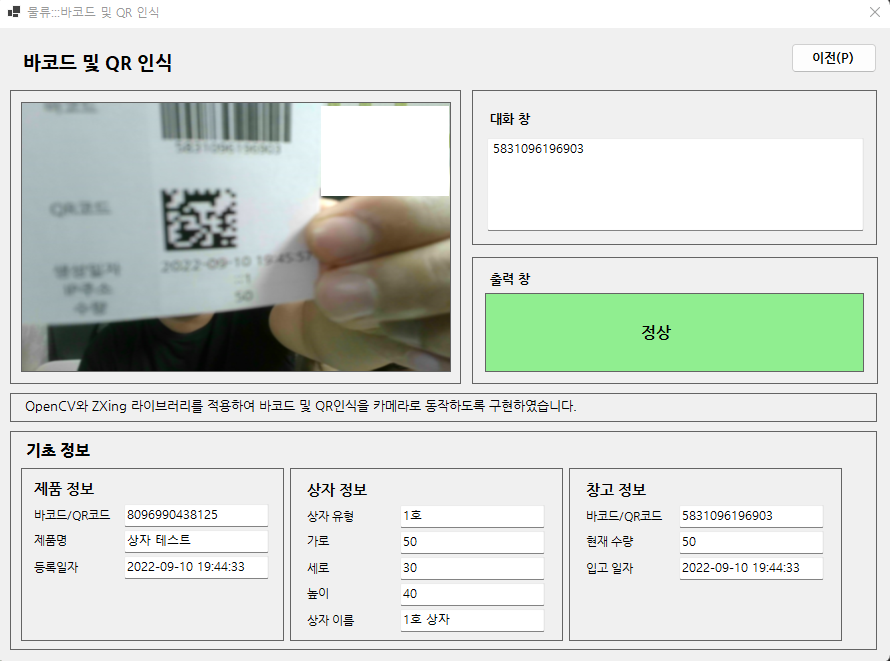 물류:::바코드 및 QR 인식
바코드 및 QR 인식
이전(P)
바코드
5831096196903
QR코드
생성일자
2022-09-10 19:45:57
IP주소
::1
수량
50
대화 창
5831096196903
출력 창
정상
OpenCV와 ZXing 라이브러리를 적용하여 바코드 및 QR인식을 카메라로 동작하도록 구현하였습니다.
기초 정보
제품 정보
바코드/QR코드 8096990438125
제품명 상자 테스트
등록일자 2022-09-10 19:44:33
상자 정보
상자 유형 1호
가로 50
세로 30
높이 40
상자 이름 1호 상자
창고 정보
바코드/QR코드 5831096196903
현재 수량 50
입고 일자 2022-09-10 19:44:33